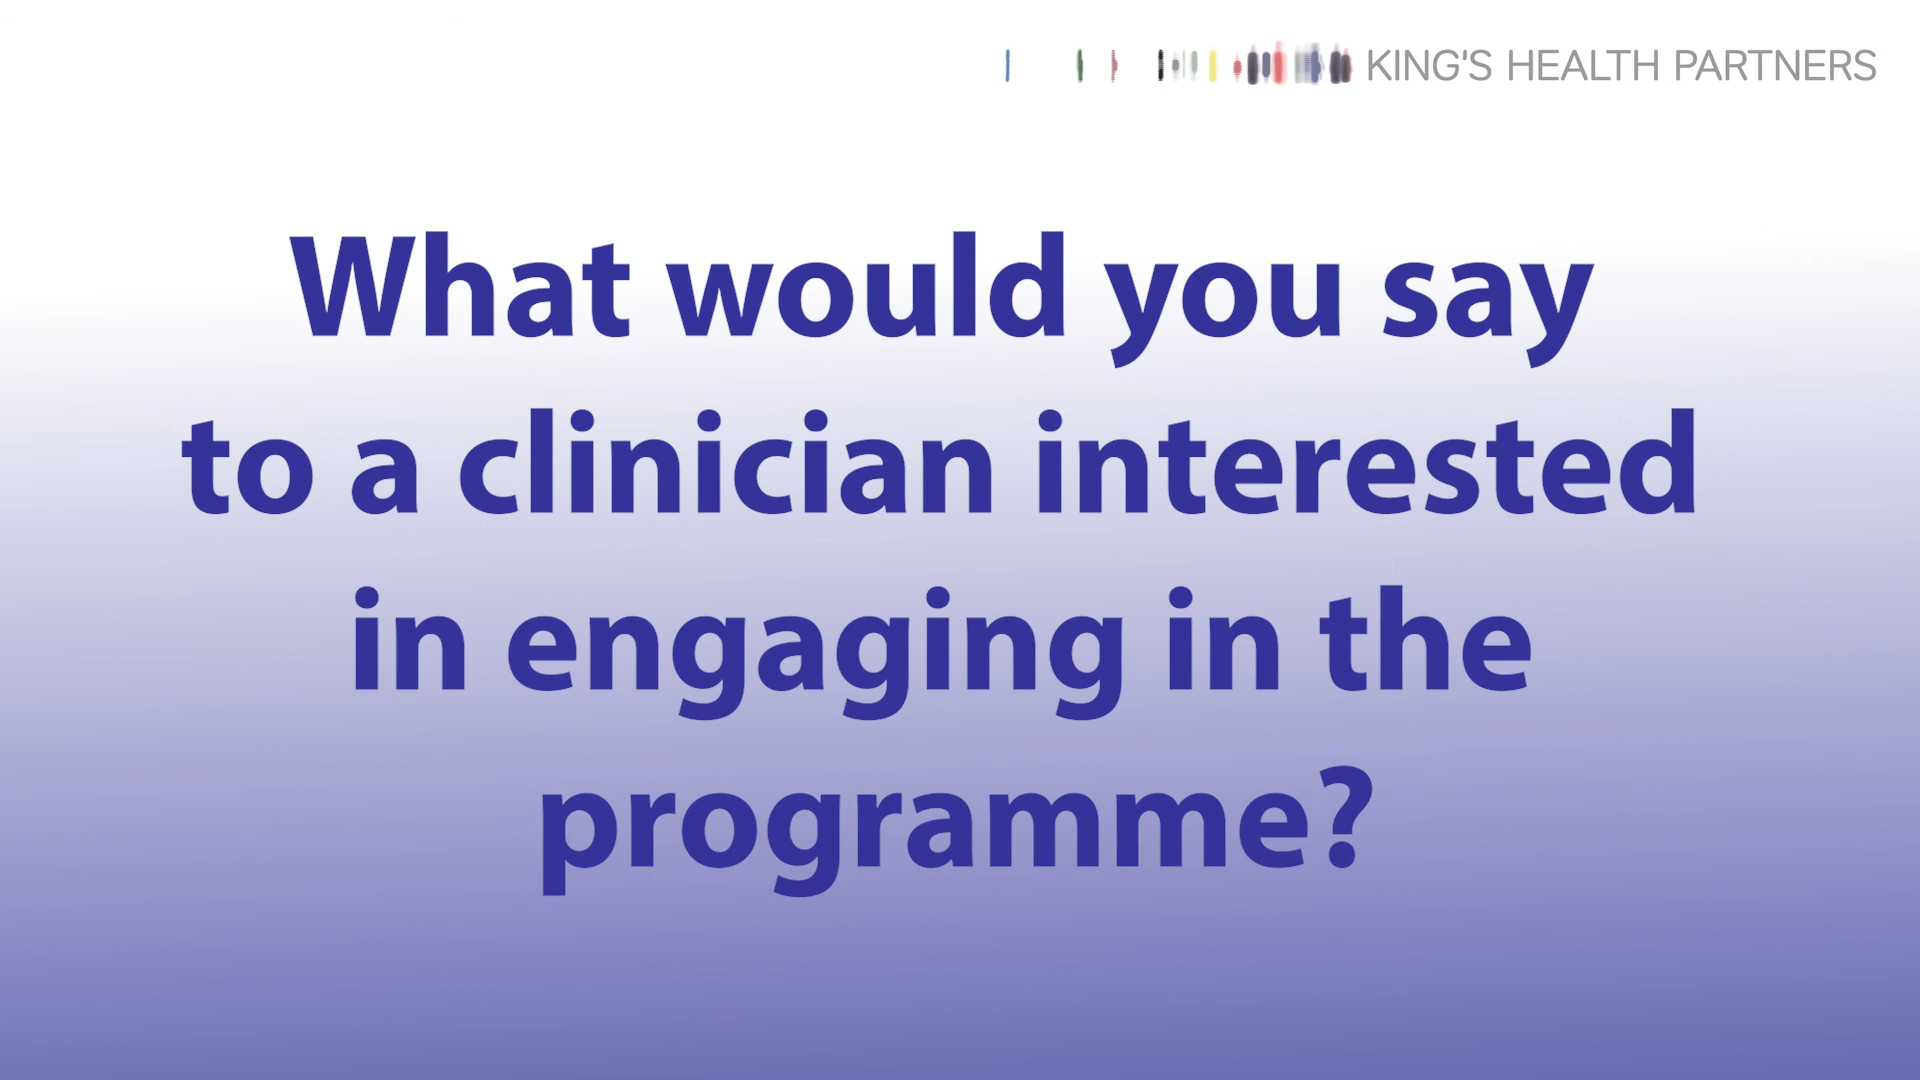 KING'S HEALTH PARTNERS
What would you say
to a clinician interested
in engaging in the
programme?